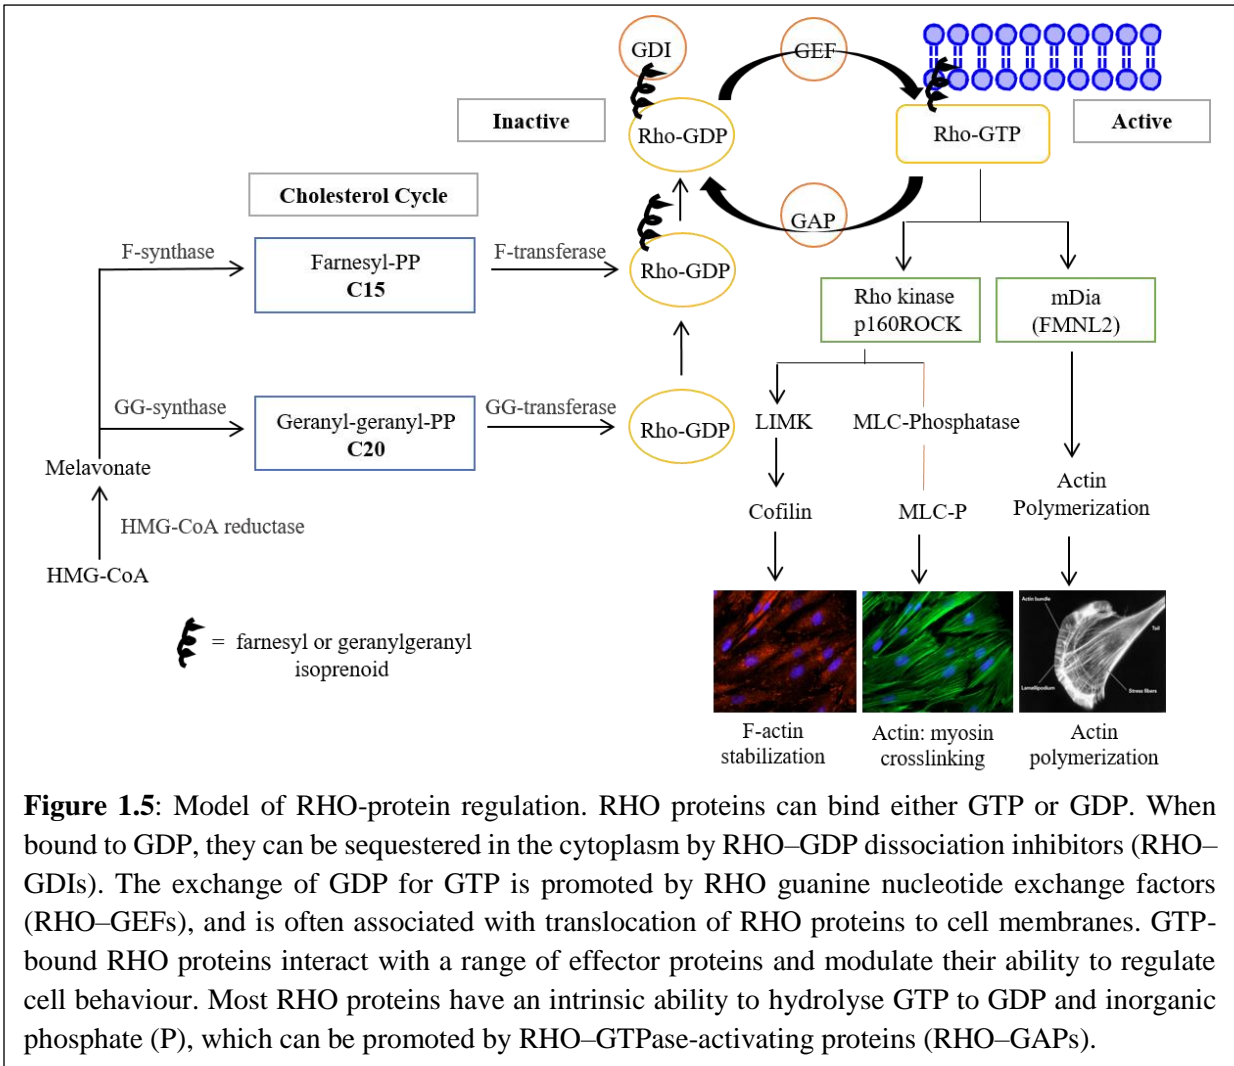 GDI
GEF
Inactive
Rho-GDP
Rho-GTP
Active
Cholesterol Cycle
GAP
F-synthase
Farnesyl-PP
C15
F-transferase
Rho-GDP
Rho kinase
p160ROCK
mDia
(FMNL2)
GG-synthase
Geranyl-geranyl-PP
C20
GG-transferase
Rho-GDP
LIMK
MLC-Phosphatase
Melavonate
Actin
Polymerization
HMG-CoA reductase
Cofilin
MLC-P
HMG-CoA
Actin bundle
Tail
Lamellipodium
Stress fibers
= farnesyl or geranylgeranyl
isoprenoid
F-actin
stabilization
Actin: myosin
crosslinking
Actin
polymerization
Figure 1.5: Model of RHO-protein regulation. RHO proteins can bind either GTP or GDP. When
bound to GDP, they can be sequestered in the cytoplasm by RHO–GDP dissociation inhibitors (RHO–
GDIs). The exchange of GDP for GTP is promoted by RHO guanine nucleotide exchange factors
(RHO–GEFs), and is often associated with translocation of RHO proteins to cell membranes. GTP-
bound RHO proteins interact with a range of effector proteins and modulate their ability to regulate
cell behaviour. Most RHO proteins have an intrinsic ability to hydrolyse GTP to GDP and inorganic
phosphate (P), which can be promoted by RHO–GTPase-activating proteins (RHO–GAPs).